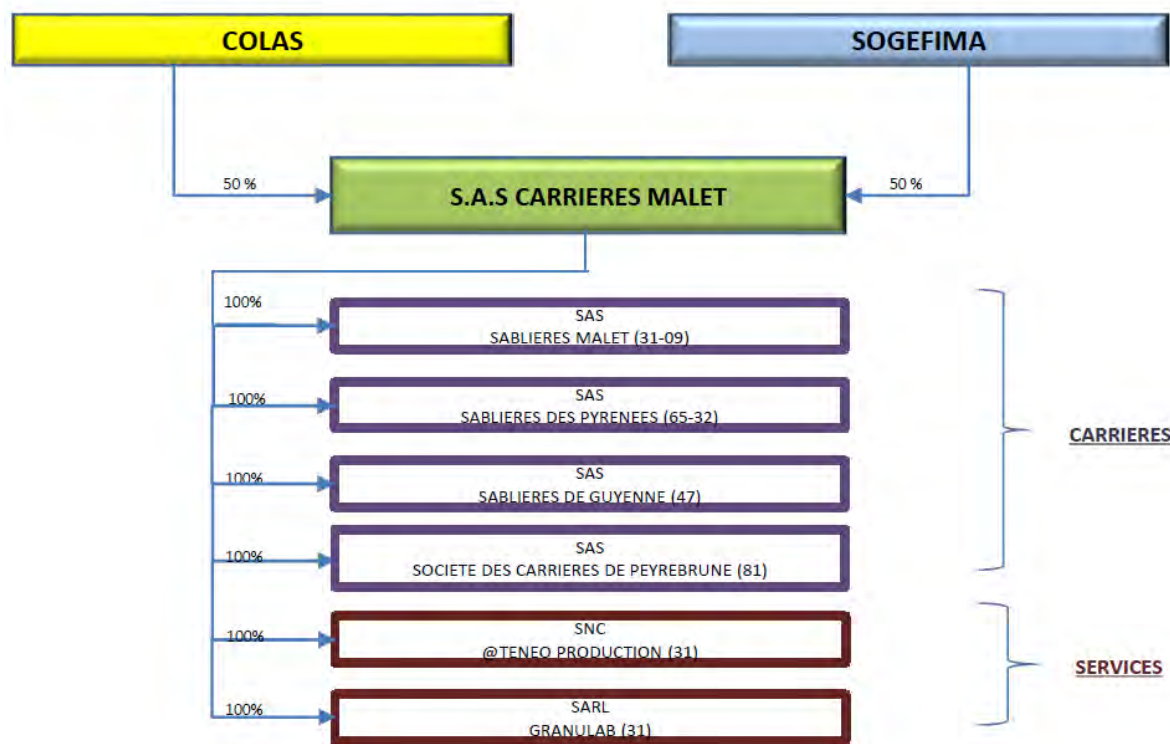 COLAS
SOGEFIMA
50 %
S.A.S CARRIERES MALET
50 %
100%
SAS
SABLIERES MALET (31-09)
100%
SAS
SABLIERES DES PYRENEES (65-32)
CARRIERES
100%
SAS
SABLIERES DE GUYENNE (47)
100%
SAS
SOCIETE DES CARRIERES DE PEYREBRUNE (81)
100%
SNC
@TENEO PRODUCTION (31)
SERVICES
100%
SARL
GRANULAB (31)